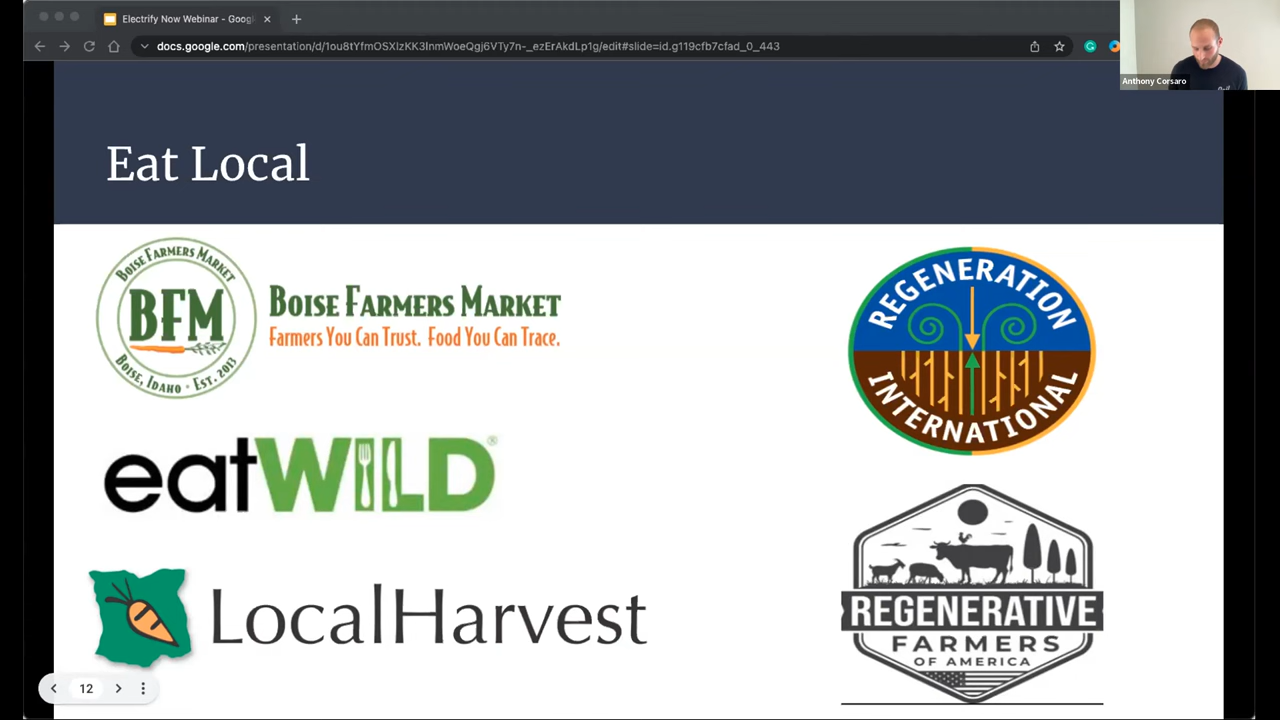 Electrify Now Webinar - Goog
docs.google.com/presentation/d/1ou8tYfmOSXIzKK3InmWoeQgj6VTy7n-_ezErAkdLp1g/edit#slide=id.g119cfb7cfad_0_443
Anthony Corsaro
Eat Local
BOISE FARMERS MARKET
BFM
BOISE, IDAHO • EST. 2013
BOISE FARMERS MARKET
Farmers You Can Trust. Food You Can Trace.
REGENERATION
INTERNATIONAL
eatWILD®
LocalHarvest
REGENERATIVE
FARMERS
OF AMERICA
12